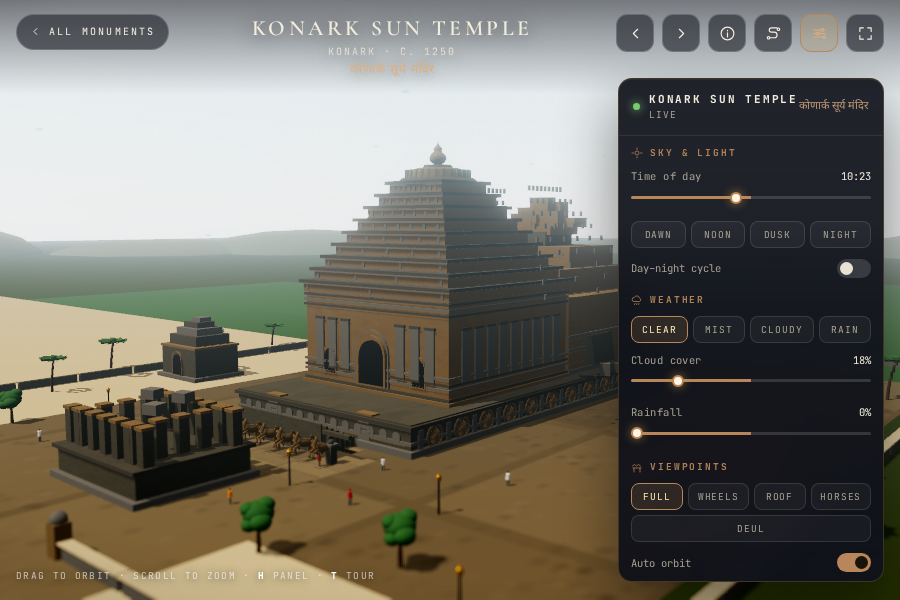 ALL MONUMENTS
KONARK SUN TEMPLE
KONARK · C. 1250
कोणार्क सूर्य मंदिर
KONARK SUN TEMPLE
कोणार्क सूर्य मंदिर
LIVE
SKY & LIGHT
Time of day 10:23
DAWN NOON DUSK NIGHT
Day-night cycle
WEATHER
CLEAR MIST CLOUDY RAIN
Cloud cover 18%
Rainfall 0%
VIEWPOINTS
FULL WHEELS ROOF HORSES
DEUL
Auto orbit
DRAG TO ORBIT · SCROLL TO ZOOM · H PANEL · T TOUR